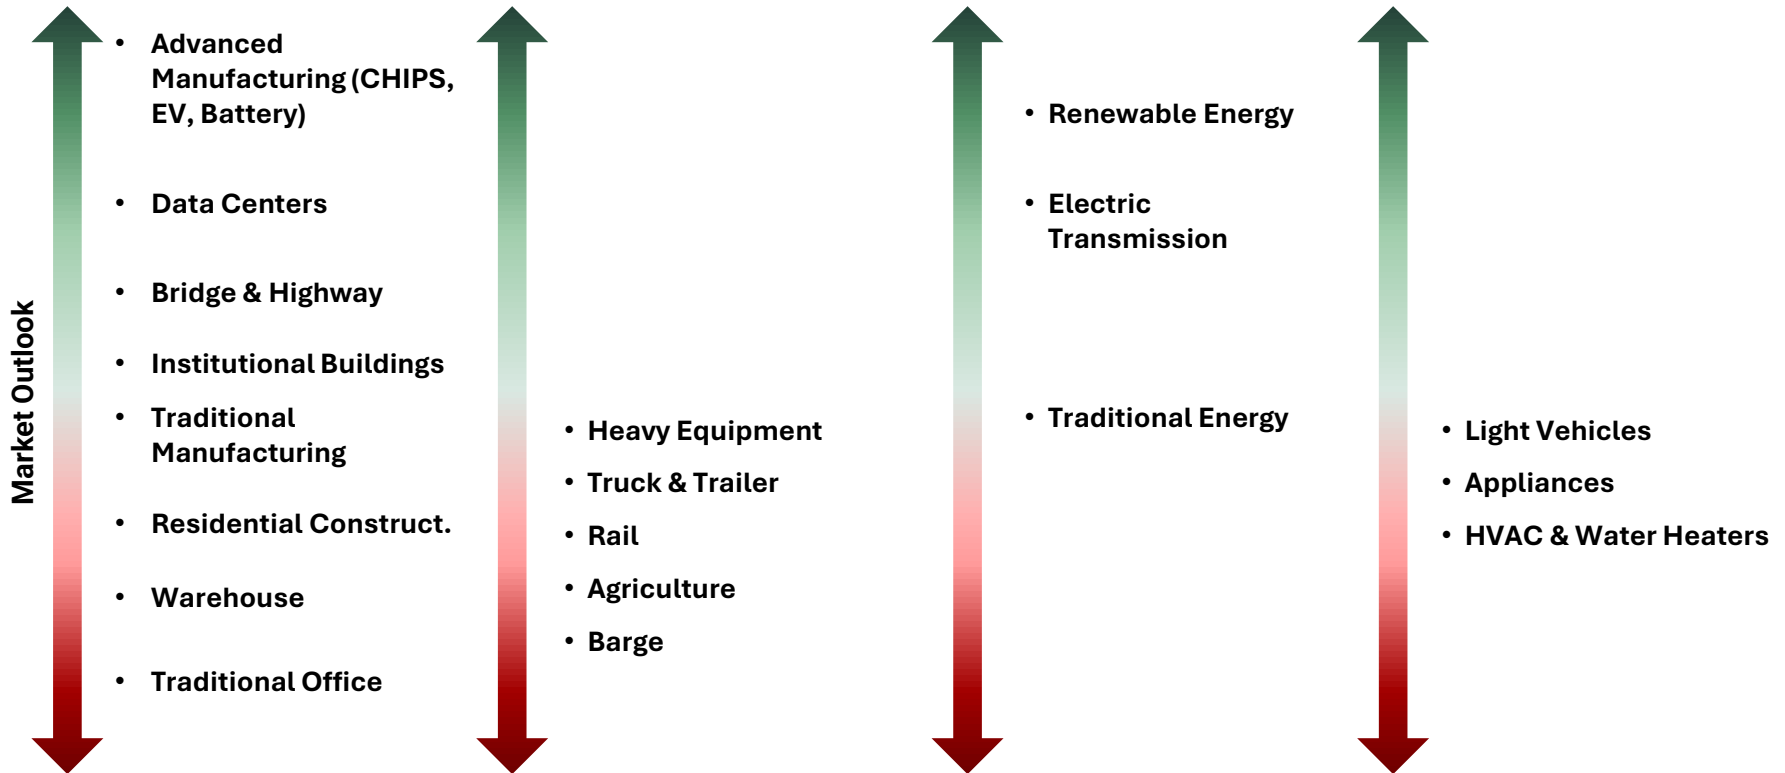 Market Outlook
• Advanced
Manufacturing (CHIPS,
EV, Battery)
• Data Centers
• Bridge & Highway
• Institutional Buildings
• Traditional
Manufacturing
• Residential Construct.
• Warehouse
• Traditional Office
• Heavy Equipment
• Truck & Trailer
• Rail
• Agriculture
• Barge
• Renewable Energy
• Electric
Transmission
• Traditional Energy
• Light Vehicles
• Appliances
• HVAC & Water Heaters